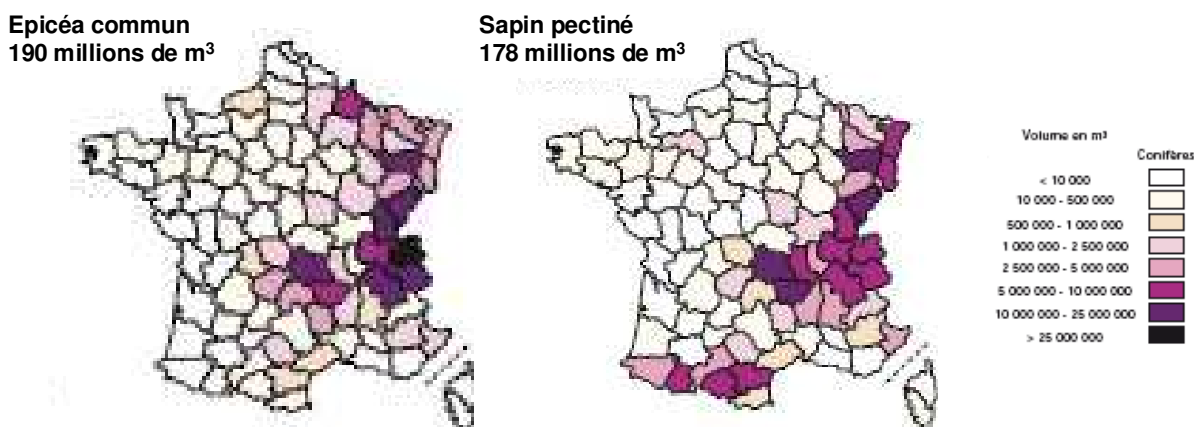 Epicéa commun
190 millions de m³
Sapin pectiné
178 millions de m³
Volume en m³
Conifères
< 10 000
10 000 - 500 000
500 000 - 1 000 000
1 000 000 - 2 500 000
2 500 000 - 5 000 000
5 000 000 - 10 000 000
10 000 000 - 25 000 000
> 25 000 000